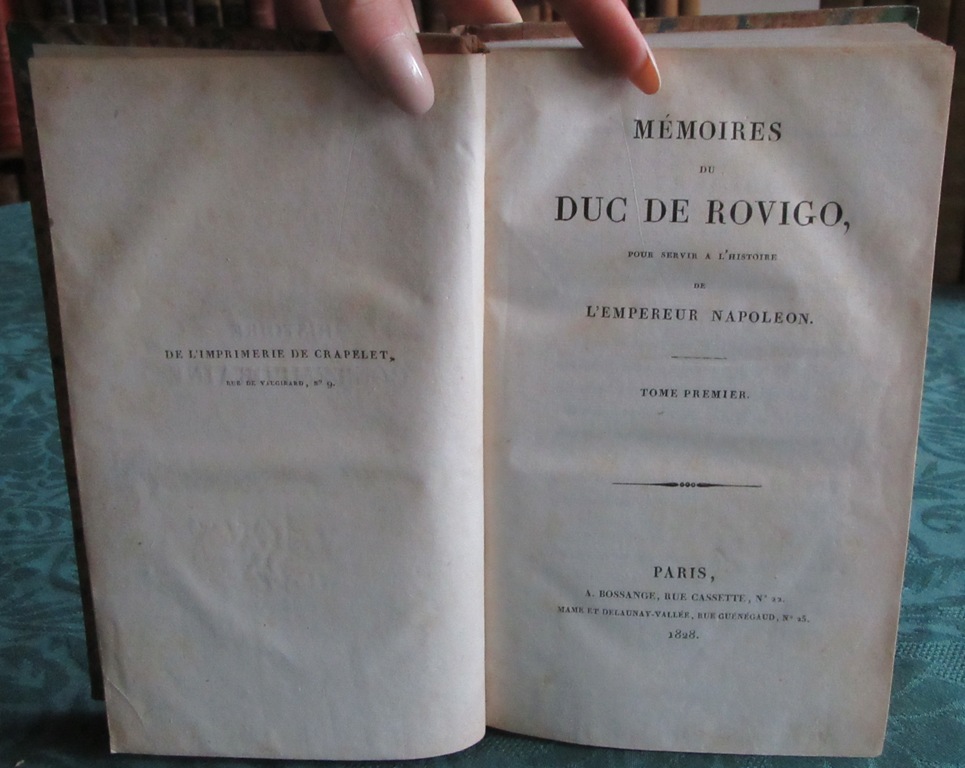 DE L'IMPRIMERIE DE CRAPELET,
RUE DE VAUGIRARD, N° 9.
MÉMOIRES
DU
DUC DE ROVIGO,
POUR SERVIR A L'HISTOIRE
DE
L'EMPEREUR NAPOLEON.
TOME PREMIER.
PARIS,
A. BOSSANGE, RUE CASSETTE, N° 22.
MAME ET DELAUNAY-VALLÉE, RUE GUÉNÉGAUD, N° 25.
1828.